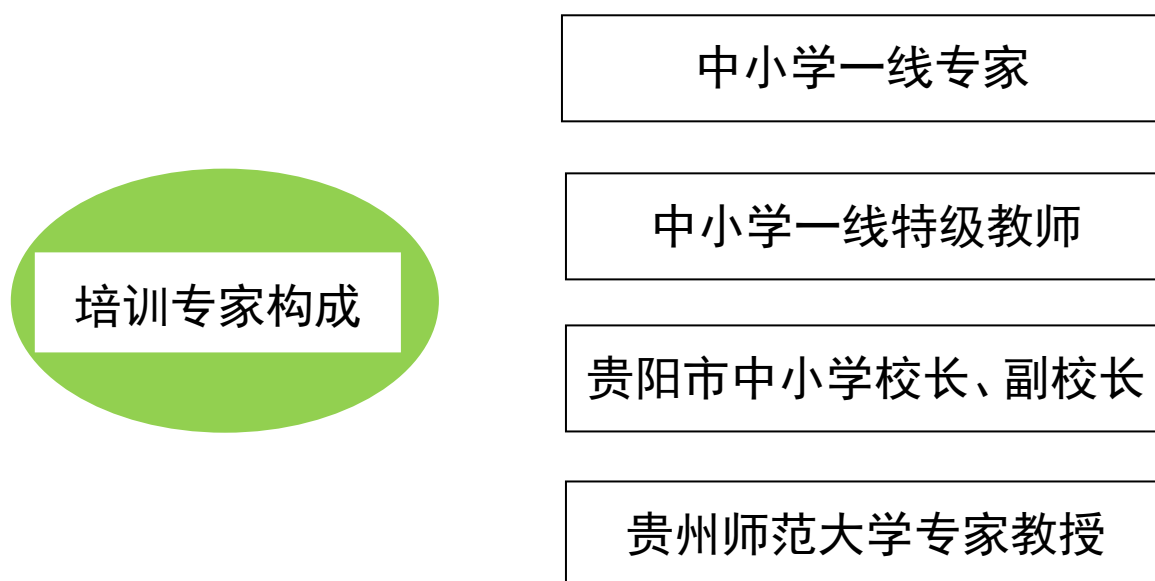 培训专家构成
中小学一线专家
中小学一线特级教师
贵阳市中小学校长、副校长
贵州师范大学专家教授